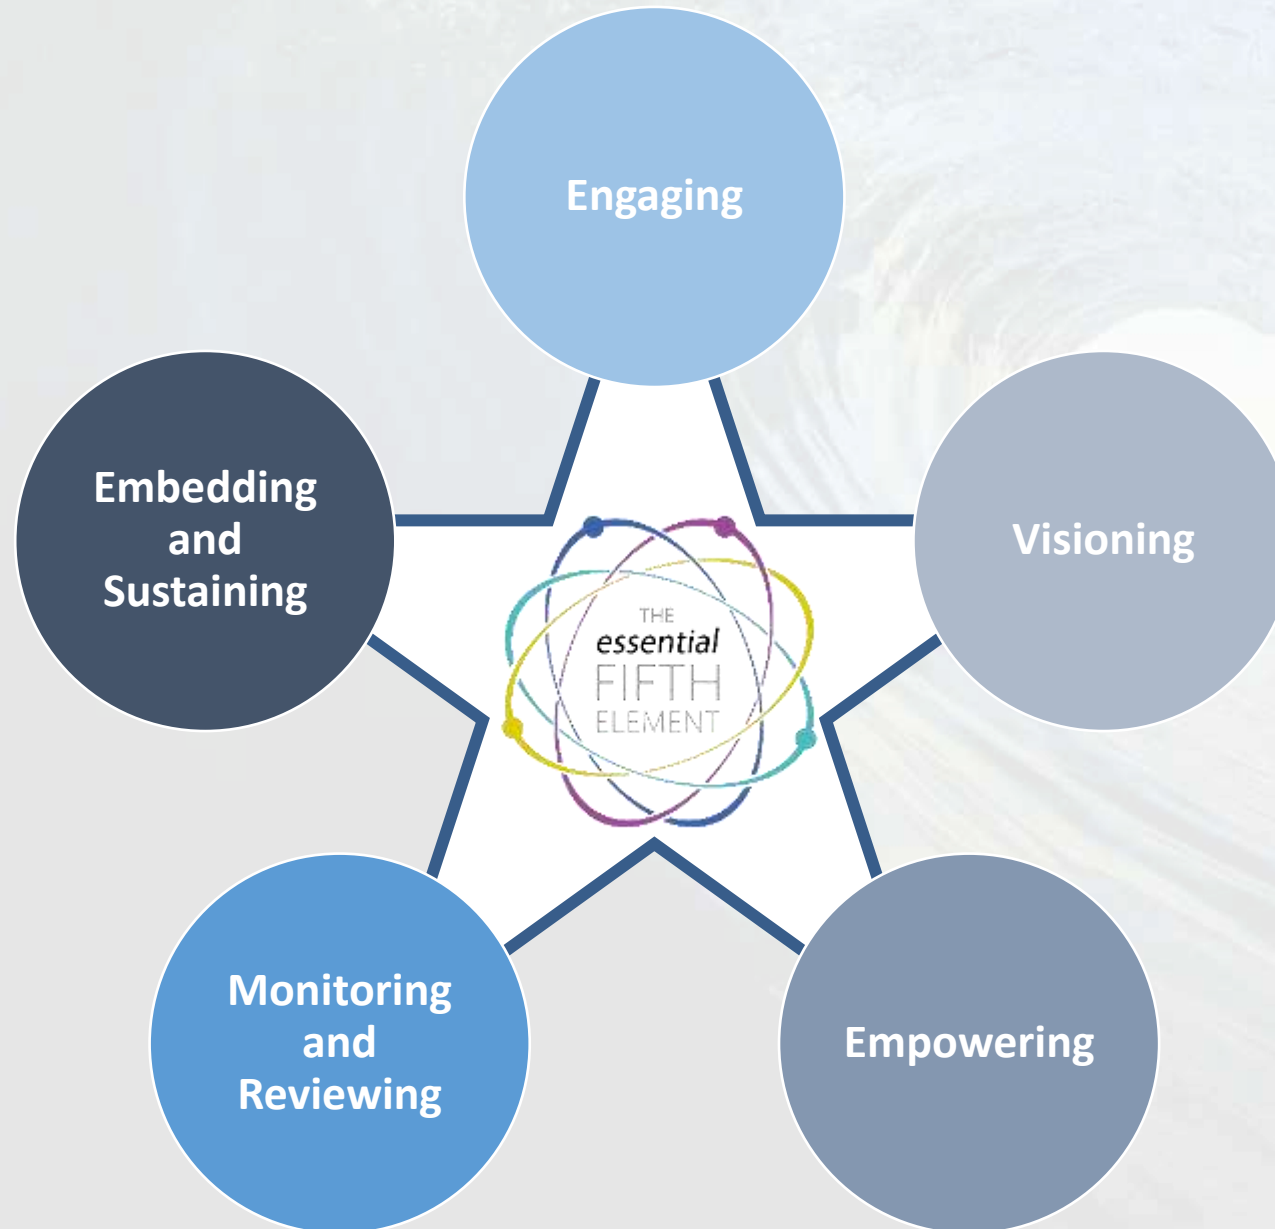 Engaging
Visioning
Empowering
Monitoring
and
Reviewing
Embedding
and
Sustaining
THE
essential
FIFTH
ELEMENT